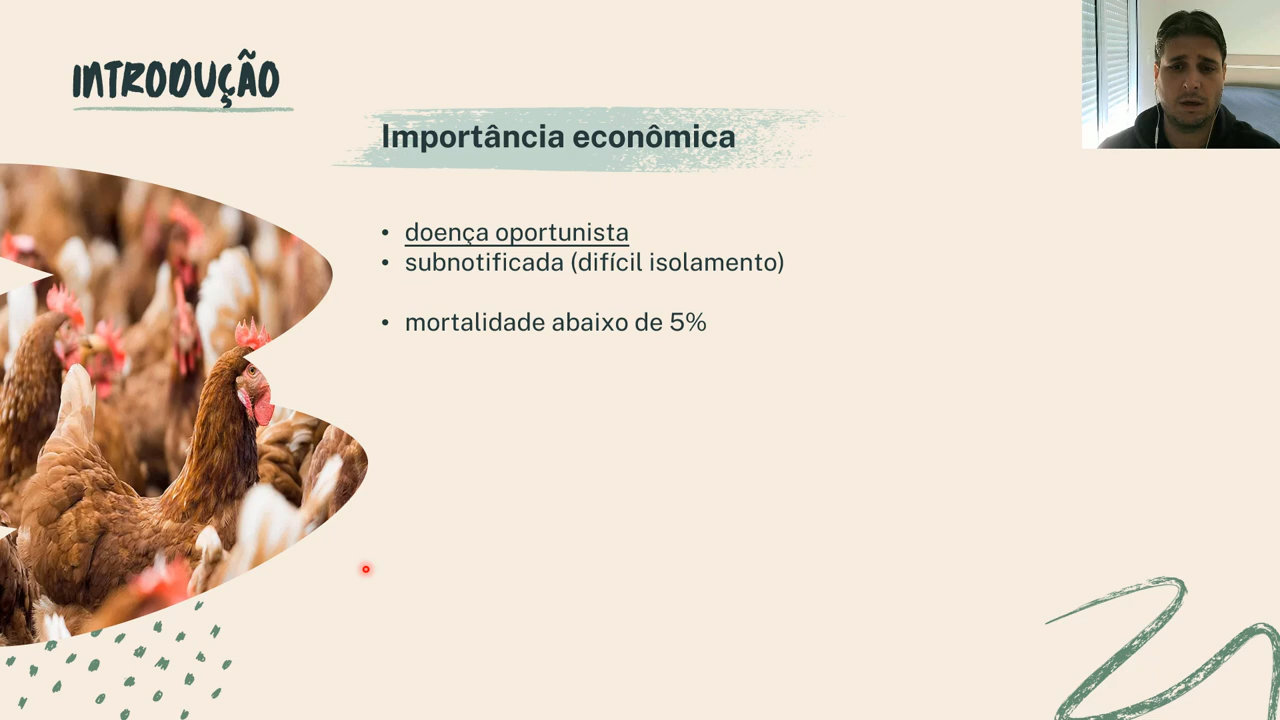 INTRODUÇÃO
Importância econômica
• doença oportunista
• subnotificada (difícil isolamento)
• mortalidade abaixo de 5%